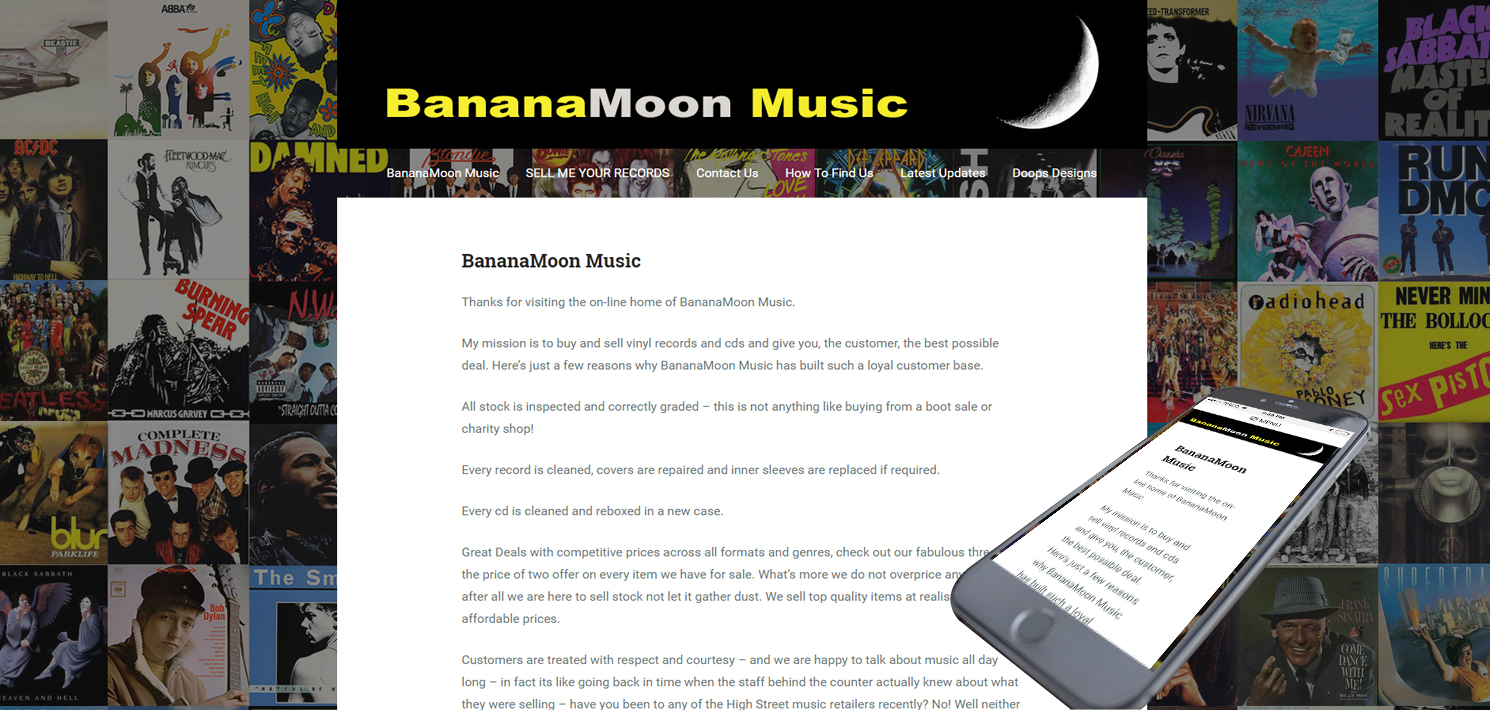 BananaMoon Music
BananaMoon Music SELL ME YOUR RECORDS Contact Us How To Find Us Latest Updates Doops Designs
BananaMoon Music
Thanks for visiting the on-line home of BananaMoon Music.
My mission is to buy and sell vinyl records and cds and give you, the customer, the best possible
deal. Here’s just a few reasons why BananaMoon Music has built such a loyal customer base.
All stock is inspected and correctly graded – this is not anything like buying from a boot sale or
charity shop!
Every record is cleaned, covers are repaired and inner sleeves are replaced if required.
Every cd is cleaned and reboxed in a new case.
Great Deals with competitive prices across all formats and genres, check out our fabulous
the price of two offer on every item we have for sale. What’s more we do not overprice
after all we are here to sell stock not let it gather dust. We sell top quality items at
affordable prices.
Customers are treated with respect and courtesy – and we are happy to talk about music all day
long – in fact its like going back in time when the staff behind the counter actually knew about what
they were selling – have you been to any of the High Street music retailers recently? No! Well neither
MENU
BananaMoon Music
BananaMoon
Music
Thanks for visiting the on-
line home of BananaMoon
Music.
My mission is to buy and
sell vinyl records and cds
and give you, the customer,
the best possible deal.
Here’s just a few reasons
why BananaMoon Music
has built such a loyal
BEASTIE
ABBA
FEET HIGH
AND
AC/DC
HIGHWAY TO HELL
FLEETWOOD MAC
RUMOURS
DAMNED
Blondie
Bowie
The Rolling Stones
LOVE
DEF LEPPARD
BEATLES
BURNING
SPEAR
MARCUS GARVEY
PARENTAL
ADVISORY
STRAIGHT OUTTA
blur
PARKLIFE
COMPLETE
MADNESS
BLACK SABBATH
HEAVEN AND HELL
Bob
Dylan
The Sm
TRANSFORMER
NIRVANA
NEVERMIND
BLACK
SABBAT
MASTE
OF
REALIT
QUEEN
NEWS OF THE WORLD
RUN
DMC
radiohead
PABLO
HONEY
NEVER MIN
THE BOLLOC
HERE'S THE
SEX PISTO
FRANK
SINATRA
COME
DANCE
WITH
ME!
BILLY MAY
SUPERTRA